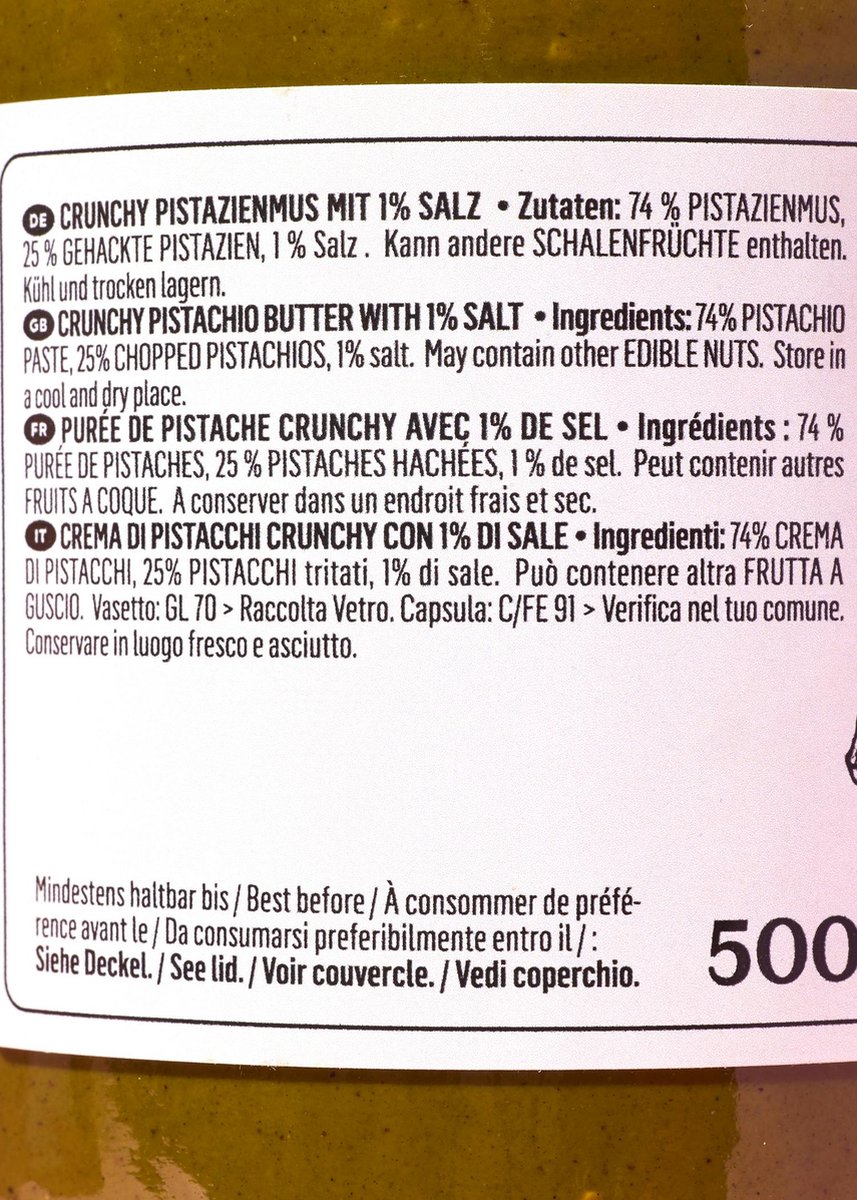 DE CRUNCHY PISTAZIENMUS MIT 1% SALZ • Zutaten: 74 % PISTAZIENMUS,
25 % GEHACKTE PISTAZIEN, 1 % Salz . Kann andere SCHALENFRÜCHTE enthalten.
Kühl und trocken lagern.
GB CRUNCHY PISTACHIO BUTTER WITH 1% SALT • Ingredients: 74% PISTACHIO
PASTE, 25% CHOPPED PISTACHIOS, 1% salt. May contain other EDIBLE NUTS. Store in
a cool and dry place.
FR PURÉE DE PISTACHE CRUNCHY AVEC 1% DE SEL • Ingrédients : 74 %
PURÉE DE PISTACHES, 25 % PISTACHES HACHÉES, 1 % de sel. Peut contenir autres
FRUITS A COQUE. A conserver dans un endroit frais et sec.
IT CREMA DI PISTACCHI CRUNCHY CON 1% DI SALE • Ingredienti: 74% CREMA
DI PISTACCHI, 25% PISTACCHI tritati, 1% di sale. Può contenere altra FRUTTA A
GUSCIO. Vasetto: GL 70 > Raccolta Vetro. Capsula: C/FE 91 > Verifica nel tuo comune.
Conservare in luogo fresco e asciutto.
Mindestens haltbar bis / Best before / À consommer de préfé-
rence avant le / Da consumarsi preferibilmente entro il / :
Siehe Deckel. / See lid. / Voir couvercle. / Vedi coperchio.
500